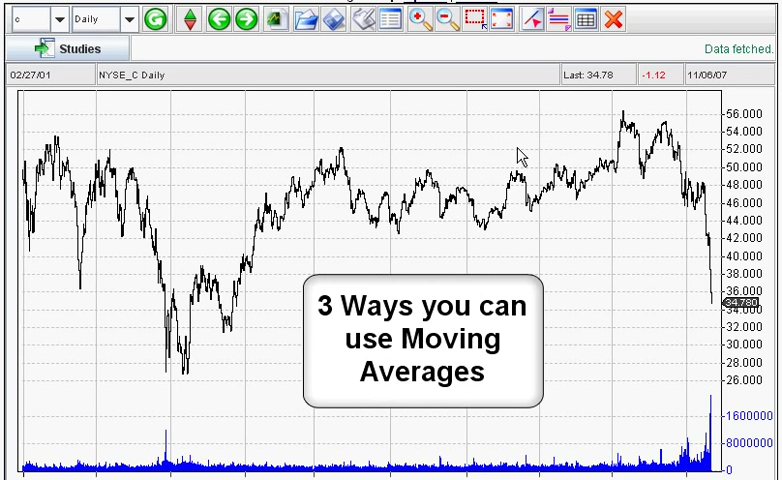 c Daily
Studies
Data fetched.
02/27/01 NYSE_C Daily Last: 34.78 -1.12 11/06/07
56.000
54.000
52.000
50.000
48.000
46.000
44.000
42.000
40.000
38.000
36.000
34.780
34.000
32.000
30.000
28.000
26.000
3 Ways you can
use Moving
Averages
1600000
8000000
0